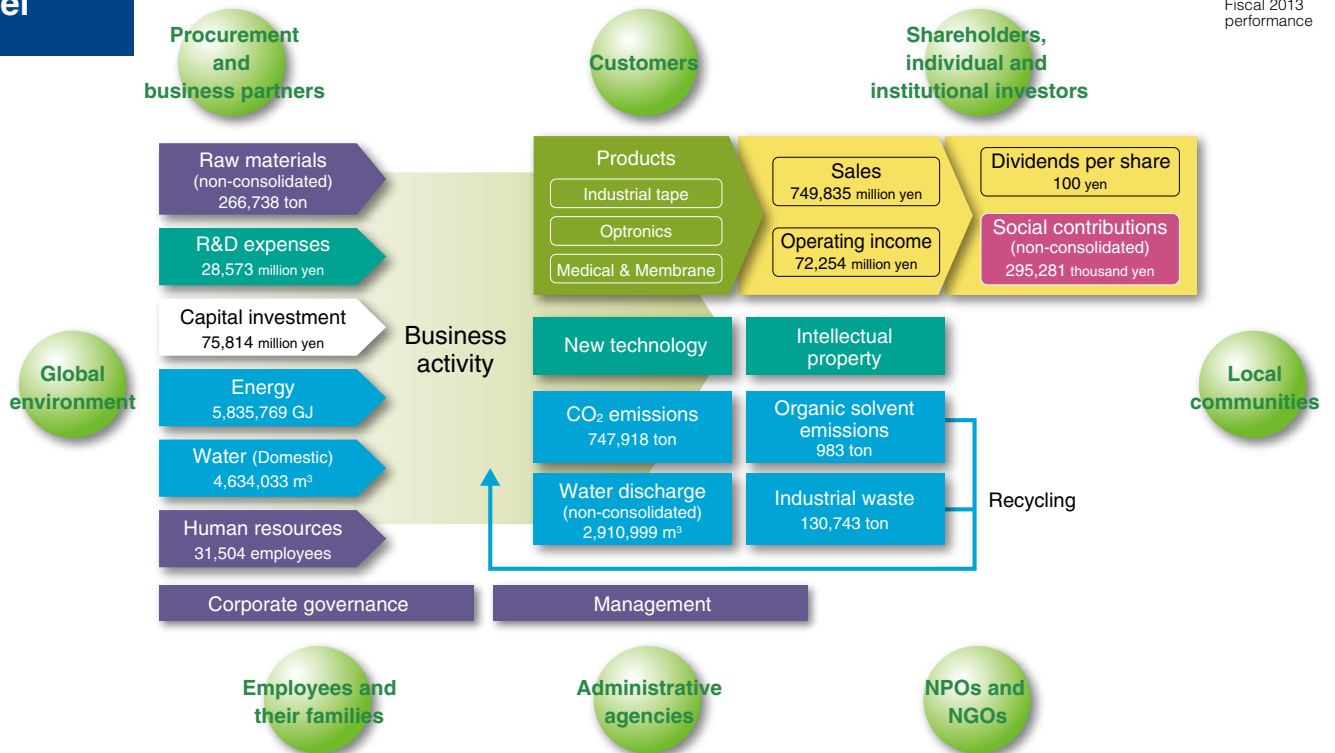 Fiscal 2013
performance
Procurement
and
business partners
Customers
Shareholders,
individual and
institutional investors
Raw materials
(non-consolidated)
266,738 ton
R&D expenses
28,573 million yen
Capital investment
75,814 million yen
Energy
5,835,769 GJ
Water (Domestic)
4,634,033 m³
Human resources
31,504 employees
Global
environment
Business
activity
Products
Industrial tape
Optronics
Medical & Membrane
Sales
749,835 million yen
Operating income
72,254 million yen
Dividends per share
100 yen
Social contributions
(non-consolidated)
295,281 thousand yen
New technology
Intellectual
property
CO₂ emissions
747,918 ton
Organic solvent
emissions
983 ton
Water discharge
(non-consolidated)
2,910,999 m³
Industrial waste
130,743 ton
Recycling
Local
communities
Corporate governance
Management
Employees and
their families
Administrative
agencies
NPOs and
NGOs